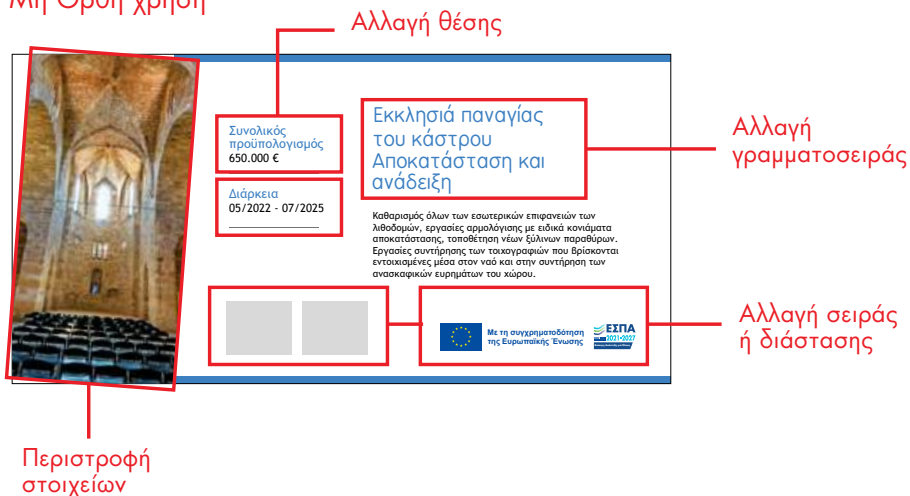 Μη Ορθή χρήση
Αλλαγή θέσης
Συνολικός
προϋπολογισμός
650.000 €
Διάρκεια
05/2022 - 07/2025
Εκκλησιά παναγίας
του κάστρου
Αποκατάσταση και
ανάδειξη
Αλλαγή
γραμματοσειράς
Καθαρισμός όλων των εσωτερικών επιφανειών των
λιθοδομών, εργασίες αρμολόγισης με ειδικά κονιάματα
αποκατάστασης, τοποθέτηση νέων ξύλινων παραθύρων.
Εργασίες συντήρησης των τοιχογραφιών που βρίσκονται
εντοιχισμένες μέσα στον ναό και στην συντήρηση των
ανασκαφικών ευρημάτων του χώρου.
Με τη συγχρηματοδότηση
της Ευρωπαϊκής Ένωσης
ΕΣΠΑ
2021•2027
Αλλαγή σειράς
ή διάστασης
Περιστροφή
στοιχείων